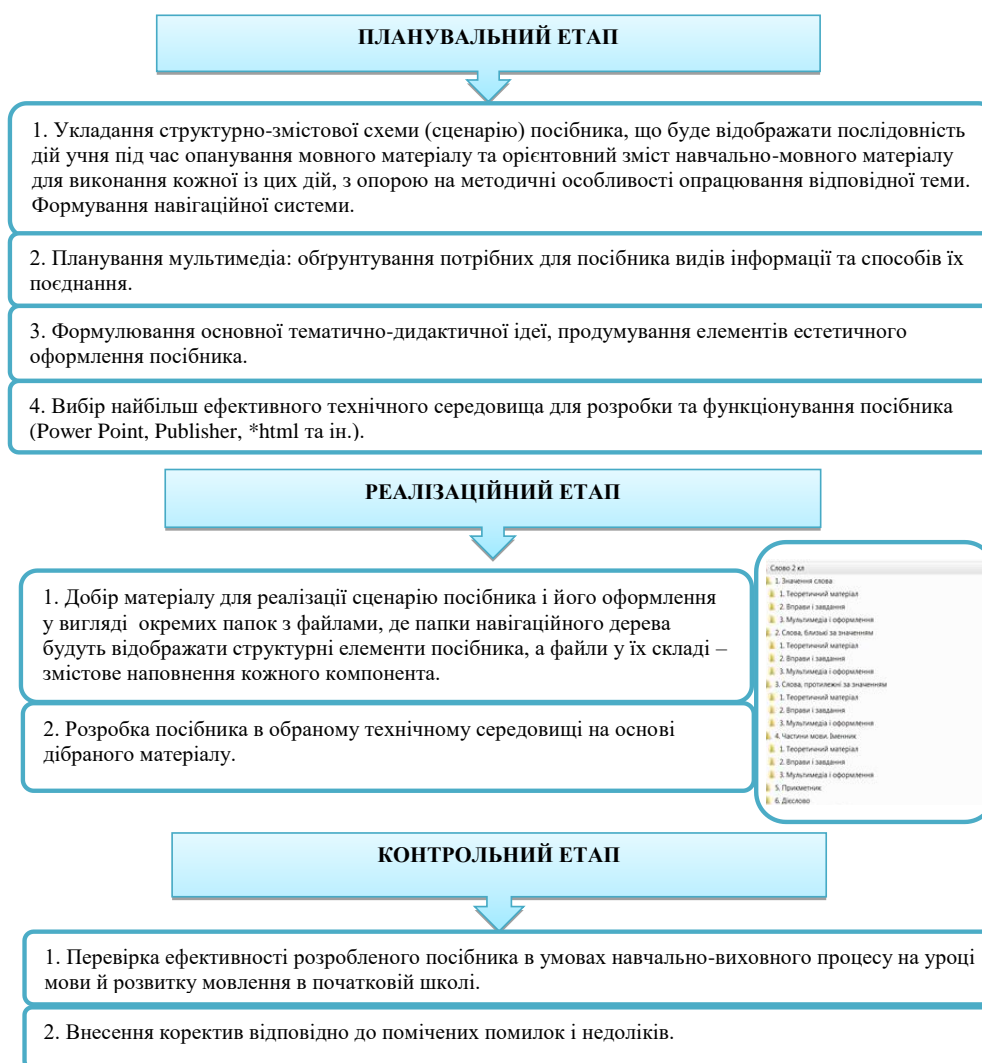 ПЛАНУВАЛЬНИЙ ЕТАП
1. Укладання структурно-змістової схеми (сценарію) посібника, що буде відображати послідовність
дій учня під час опанування мовного матеріалу та орієнтовний зміст навчально-мовного матеріалу
для виконання кожної із цих дій, з опорою на методичні особливості опрацювання відповідної теми.
Формування навігаційної системи.
2. Планування мультимедіа: обґрунтування потрібних для посібника видів інформації та способів їх
поєднання.
3. Формулювання основної тематично-дидактичної ідеї, продумування елементів естетичного
оформлення посібника.
4. Вибір найбільш ефективного технічного середовища для розробки та функціонування посібника
(Power Point, Publisher, *html та ін.).
РЕАЛІЗАЦІЙНИЙ ЕТАП
1. Добір матеріалу для реалізації сценарію посібника і його оформлення
у вигляді окремих папок з файлами, де папки навігаційного дерева
будуть відображати структурні елементи посібника, а файли у їх складі –
змістове наповнення кожного компонента.
2. Розробка посібника в обраному технічному середовищі на основі
дібраного матеріалу.
Слово 2 кл
1. Значення слова
1. Теоретичний матеріал
2. Вправи і завдання
3. Мультимедіа і оформлення
2. Слова, близькі за значенням
1. Теоретичний матеріал
2. Вправи і завдання
3. Мультимедіа і оформлення
3. Слова, протилежні за значенням
1. Теоретичний матеріал
2. Вправи і завдання
3. Мультимедіа і оформлення
4. Частини мови. Іменник
1. Теоретичний матеріал
2. Вправи і завдання
3. Мультимедіа і оформлення
5. Прикметник
6. Дієслово
КОНТРОЛЬНИЙ ЕТАП
1. Перевірка ефективності розробленого посібника в умовах навчально-виховного процесу на уроці
мови й розвитку мовлення в початковій школі.
2. Внесення коректив відповідно до помічених помилок і недоліків.